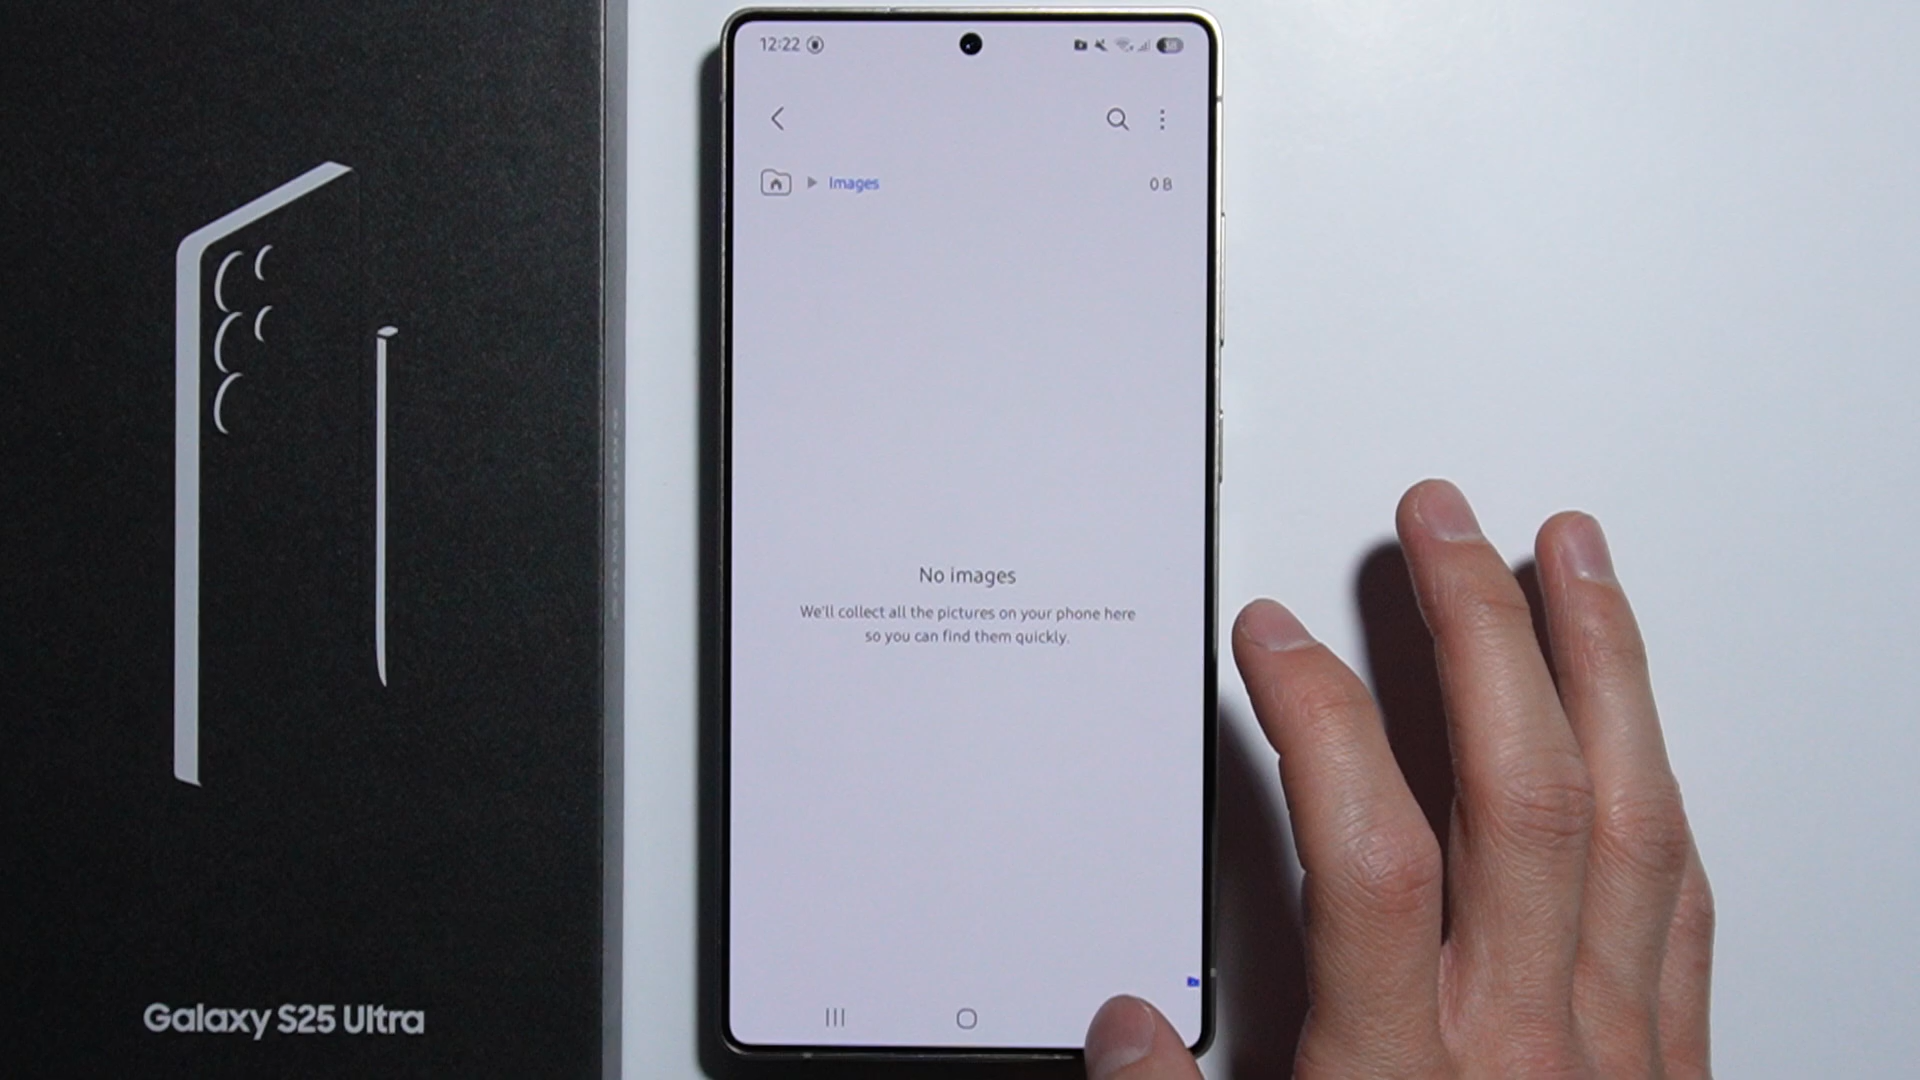 12:22
Images
0 B
No images
We'll collect all the pictures on your phone here
so you can find them quickly.
Galaxy S25 Ultra